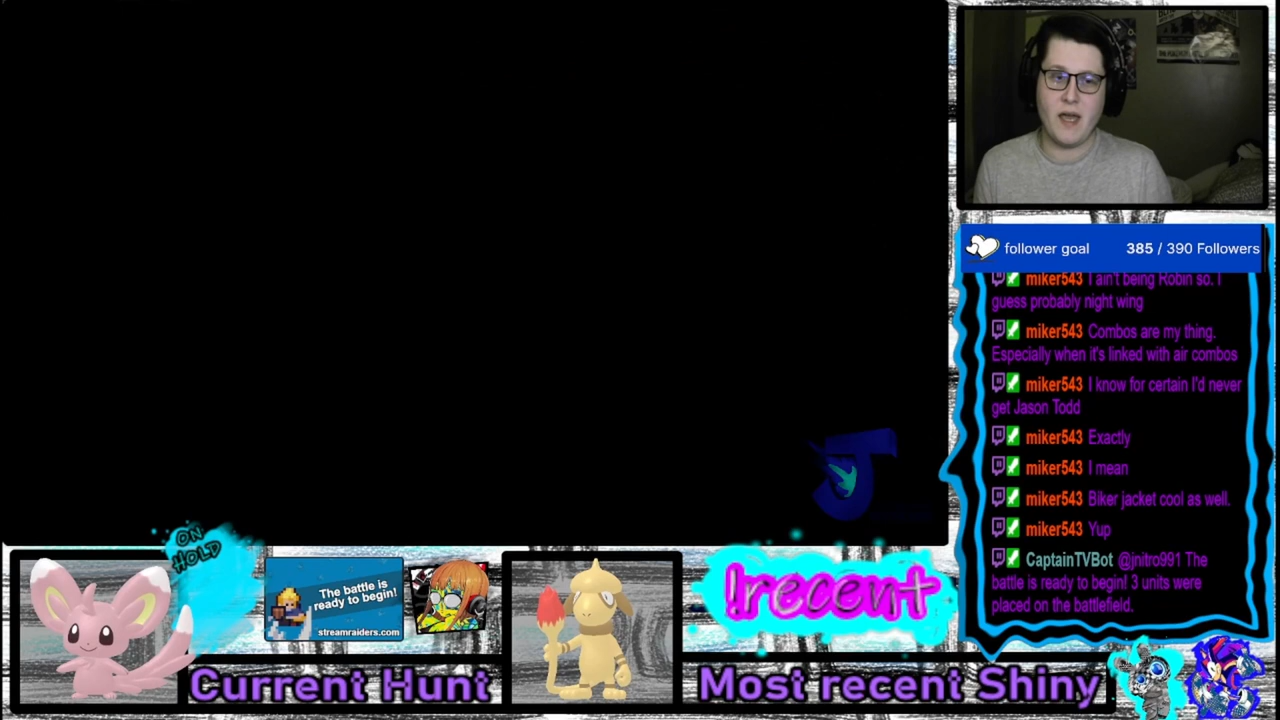 follower goal 385 / 390 Followers
miker543 I ain't being Robin so. I
guess probably night wing
miker543 Combos are my thing.
Especially when it's linked with air combos
miker543 I know for certain I'd never
get Jason Todd
miker543 Exactly
miker543 I mean
miker543 Biker jacket cool as well.
miker543 Yup
CaptainTVBot @jnitro991 The
battle is ready to begin! 3 units were
placed on the battlefield.
ON
HOLD
The battle is
ready to begin!
streamraiders.com
!recent
Current Hunt
Most recent Shiny